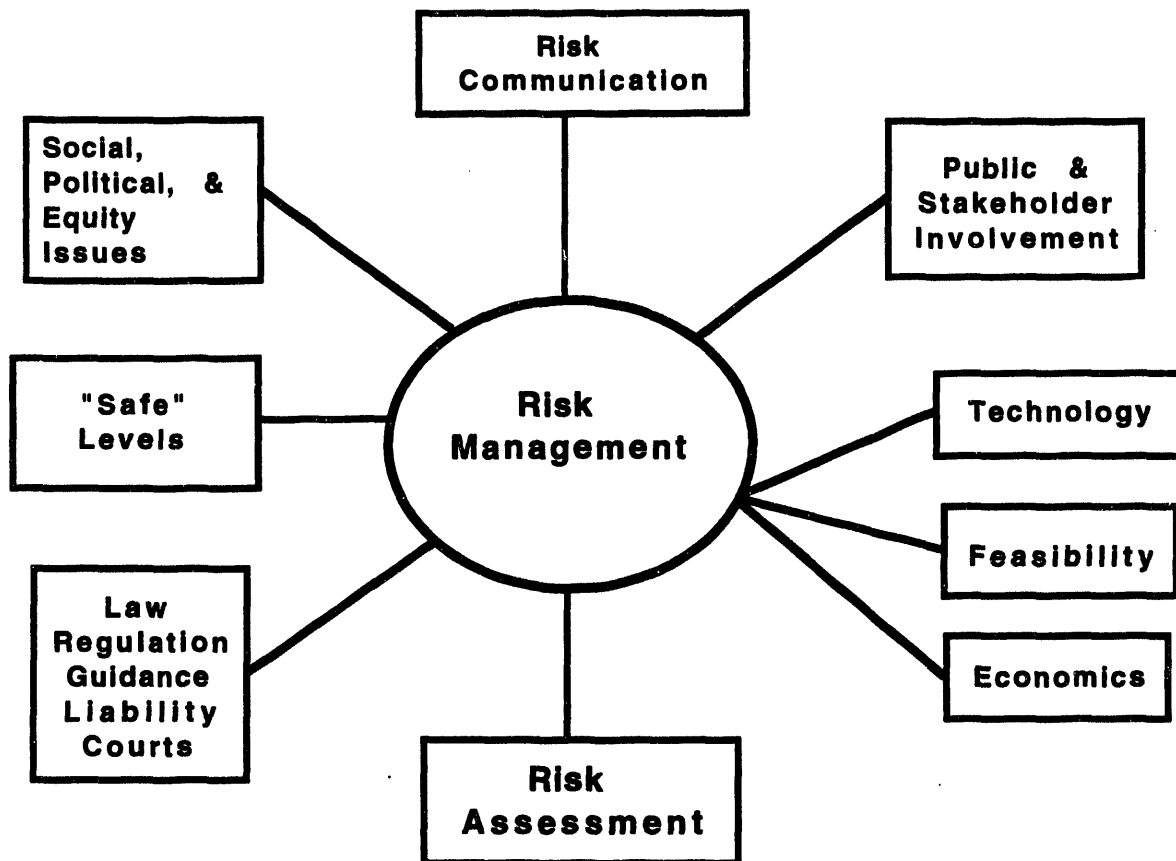 Risk
Communication
Social,
Political, &
Equity
Issues
Public &
Stakeholder
Involvement
"Safe"
Levels
Risk
Management
Technology
Feasibility
Law
Regulation
Guidance
Liability
Courts
Economics
Risk
Assessment